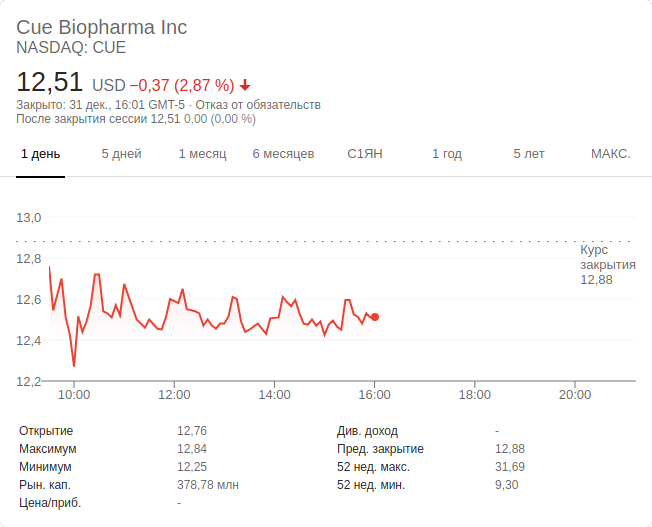 Cue Biopharma Inc
NASDAQ: CUE
12,51 USD −0,37 (2,87 %)
Закрыто: 31 дек., 16:01 GMT-5 · Отказ от обязательств
После закрытия сессии 12,51 0,00 (0,00 %)
1 день 5 дней 1 месяц 6 месяцев С1ЯН 1 год 5 лет МАКС.
13,0
Курс
12,8
закрытия
12,88
12,6
12,4
12,2
10:00 12:00 14:00 16:00 18:00 20:00
Открытие 12,76 Див. доход -
Максимум 12,84 Пред. закрытие 12,88
Минимум 12,25 52 нед. макс. 31,69
Рын. кап. 378,78 млн 52 нед. мин. 9,30
Цена/приб. -